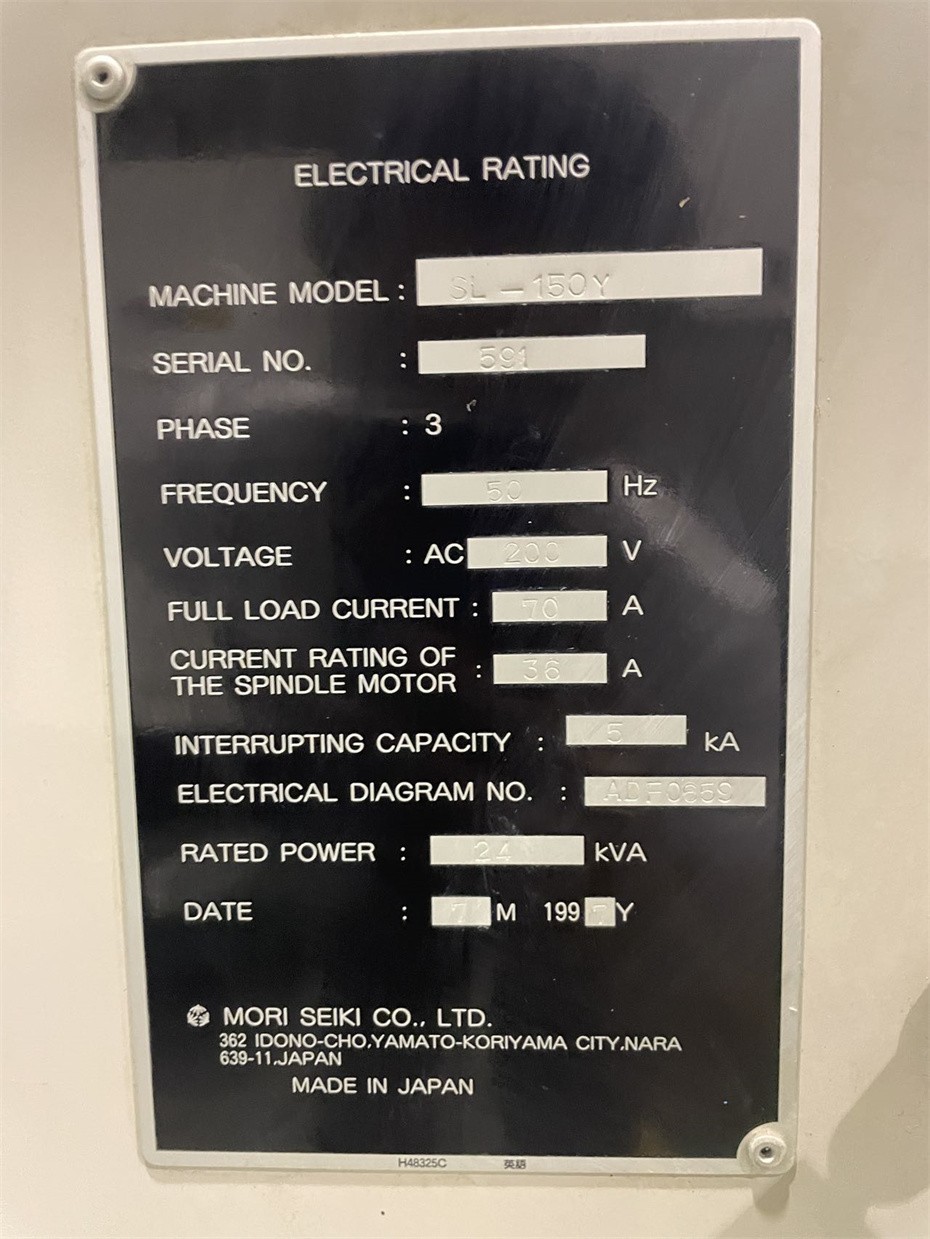 ELECTRICAL RATING
MACHINE MODEL : SL-150Y
SERIAL NO. : 591
PHASE : 3
FREQUENCY : 50 Hz
VOLTAGE : AC 200 V
FULL LOAD CURRENT : 70 A
CURRENT RATING OF
THE SPINDLE MOTOR : 36 A
INTERRUPTING CAPACITY : 5 kA
ELECTRICAL DIAGRAM NO. :
RATED POWER : 24 kVA
DATE : 7 M 1997 Y
MORI SEIKI CO., LTD.
362 IDONO-CHO,YAMATO-KORIYAMA CITY,NARA
639-11,JAPAN
MADE IN JAPAN
H48325C 英語